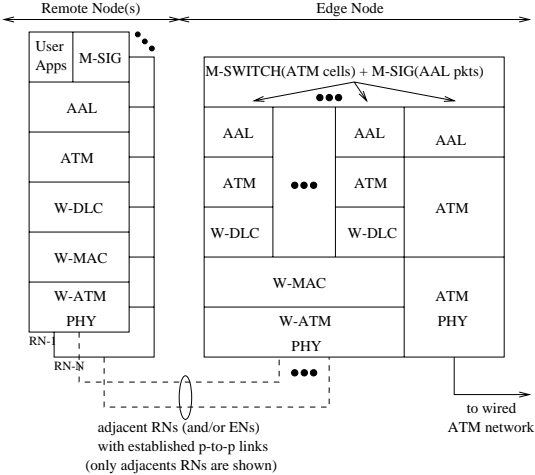 Remote Node(s)
Edge Node
User
Apps
M-SIG
AAL
ATM
W-DLC
W-MAC
W-ATM
PHY
RN-1
RN-N
M-SWITCH(ATM cells) + M-SIG(AAL pkts)
AAL
AAL
AAL
ATM
ATM
ATM
W-DLC
W-DLC
W-MAC
W-ATM
PHY
ATM
PHY
adjacent RNs (and/or ENs)
with established p-to-p links
(only adjacents RNs are shown)
to wired
ATM network